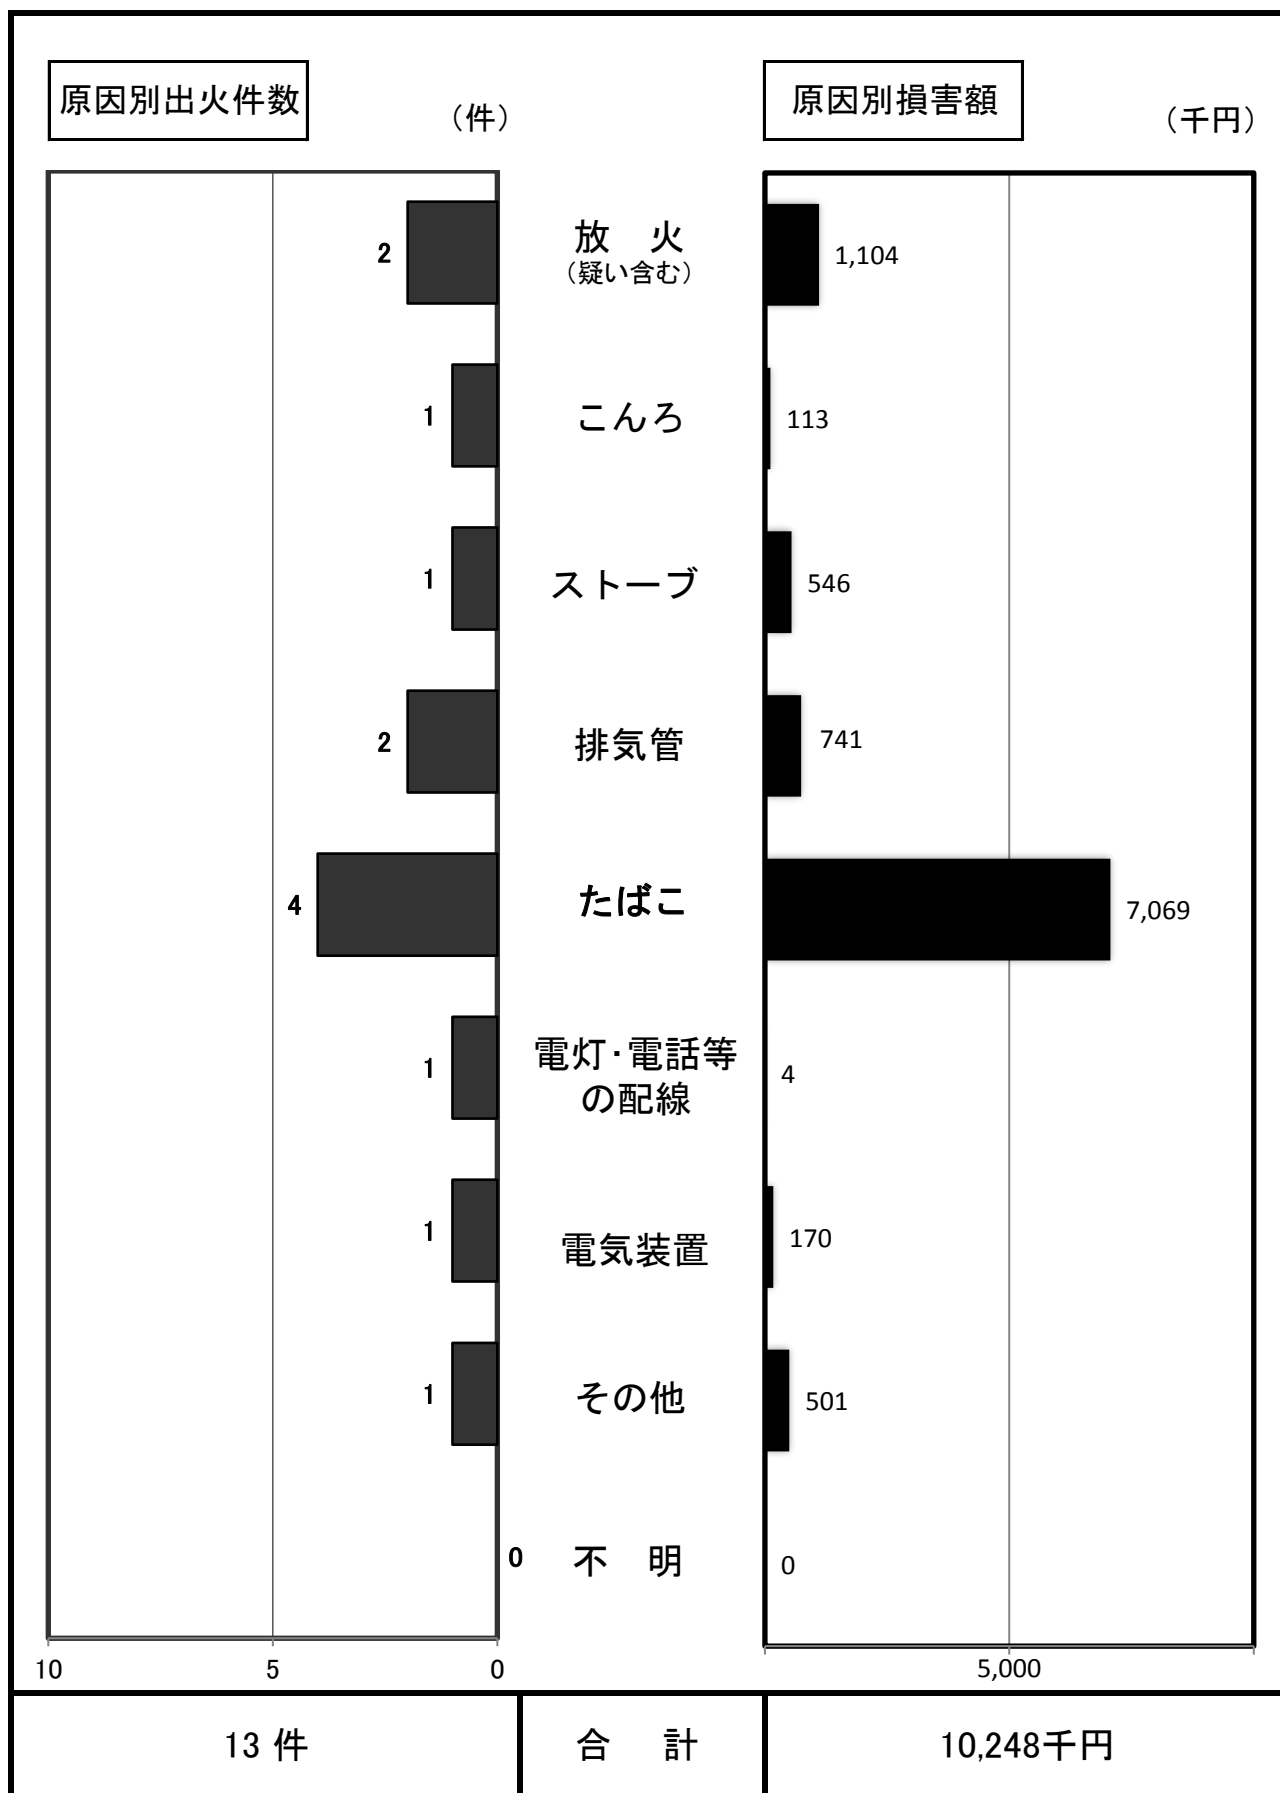 原因別出火件数
（件）
原因別損害額
（千円）
2
放　火
（疑い含む）
1,104
1
こんろ
113
1
ストーブ
546
2
排気管
741
4
たばこ
7,069
1
電灯・電話等
の配線
4
1
電気装置
170
1
その他
501
0
不　明
0
10
5
0
5,000
13 件
合　計
10,248千円